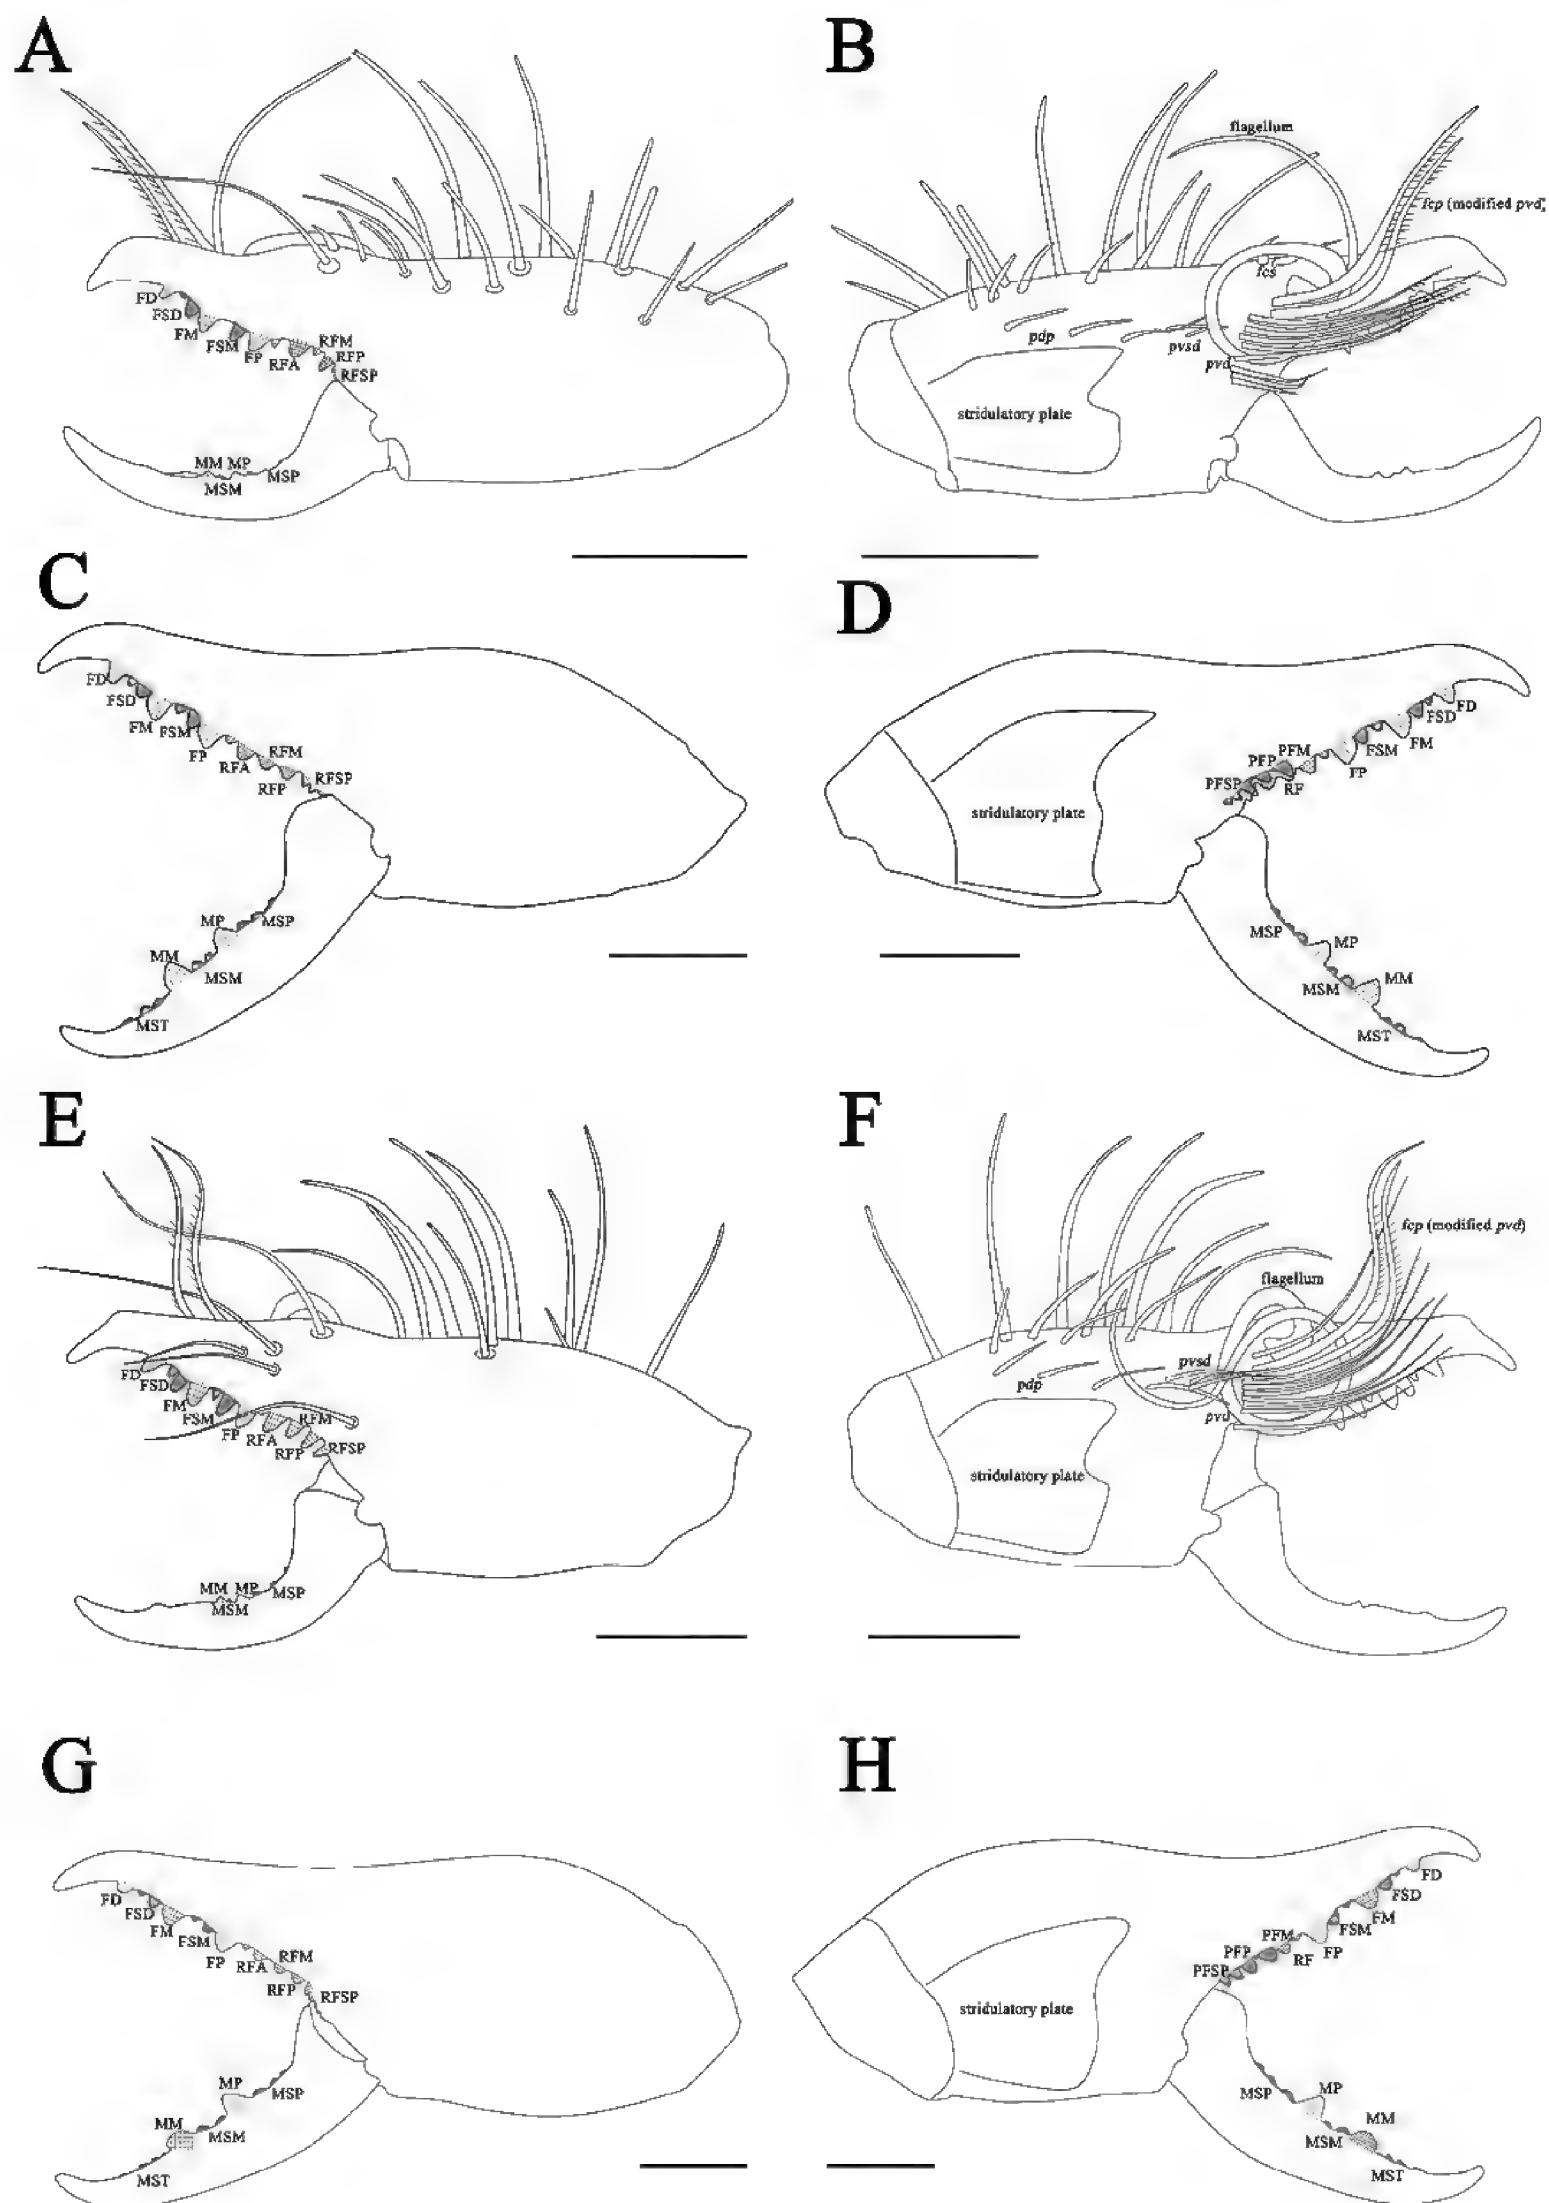 A
FD
FSD
FM
FSM
FP
RFA
RFM
RFP
RFSP
MM MP
MSM
MSP
B
flagellum
fcp (modified pvd)
fcs
pdp
pvsd
pvd
stridulatory plate
C
FD
FSD
FM
FSM
FP
RFA
RFM
RFP
RFSP
MP
MSP
MM
MSM
MST
D
FD
FSD
FM
FSM
FP
PFM
PFP
RF
PFSP
stridulatory plate
MSP
MP
MSM
MM
MST
E
FD
FSD
FM
FSM
FP
RFA
RFM
RFP
RFSP
MM MP
MSM
MSP
F
fcp (modified pvd)
flagellum
pvsd
pdp
pvd
stridulatory plate
G
FD
FSD
FM
FSM
FP
RFA
RFM
RFP
RFSP
MP
MSP
MM
MSM
MST
H
FD
FSD
FM
FSM
FP
PFM
PFP
RF
PFSP
stridulatory plate
MSP
MP
MM
MSM
MST